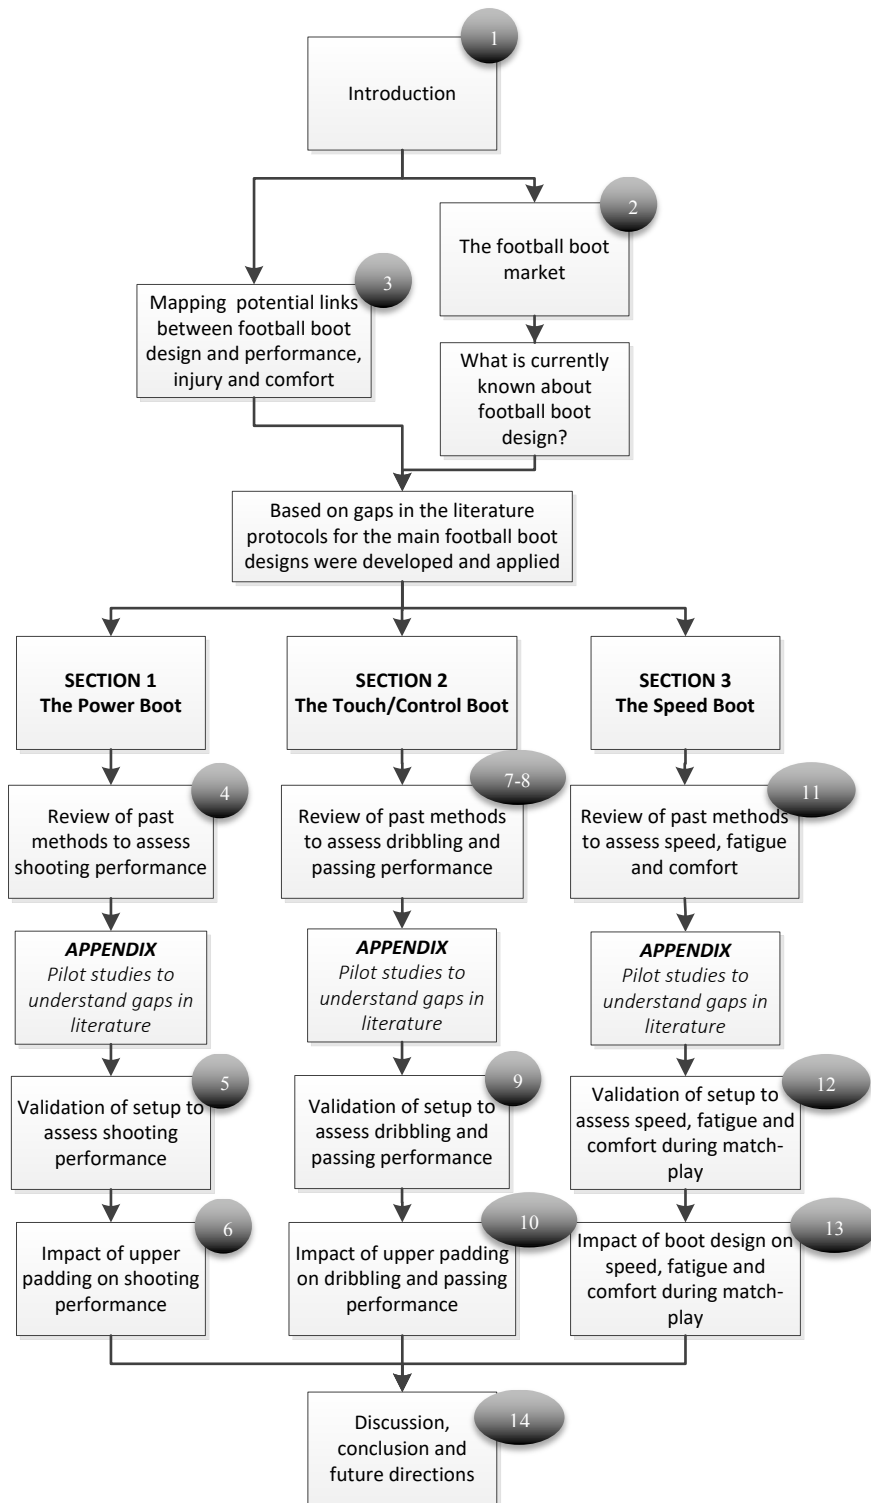 1
Introduction
2
The football boot
market
3
Mapping potential links
between football boot
design and performance,
injury and comfort
What is currently
known about
football boot
design?
Based on gaps in the literature
protocols for the main football boot
designs were developed and applied
SECTION 1
The Power Boot
SECTION 2
The Touch/Control Boot
SECTION 3
The Speed Boot
4
Review of past
methods to assess
shooting performance
7-8
Review of past methods
to assess dribbling and
passing performance
11
Review of past methods
to assess speed, fatigue
and comfort
APPENDIX
Pilot studies to
understand gaps in
literature
APPENDIX
Pilot studies to
understand gaps in
literature
APPENDIX
Pilot studies to
understand gaps in
literature
5
Validation of setup to
assess shooting
performance
9
Validation of setup to
assess dribbling and
passing performance
12
Validation of setup to
assess speed, fatigue and
comfort during match-
play
6
Impact of upper
padding on shooting
performance
10
Impact of upper padding
on dribbling and passing
performance
13
Impact of boot design on
speed, fatigue and
comfort during match-
play
14
Discussion,
conclusion and
future directions